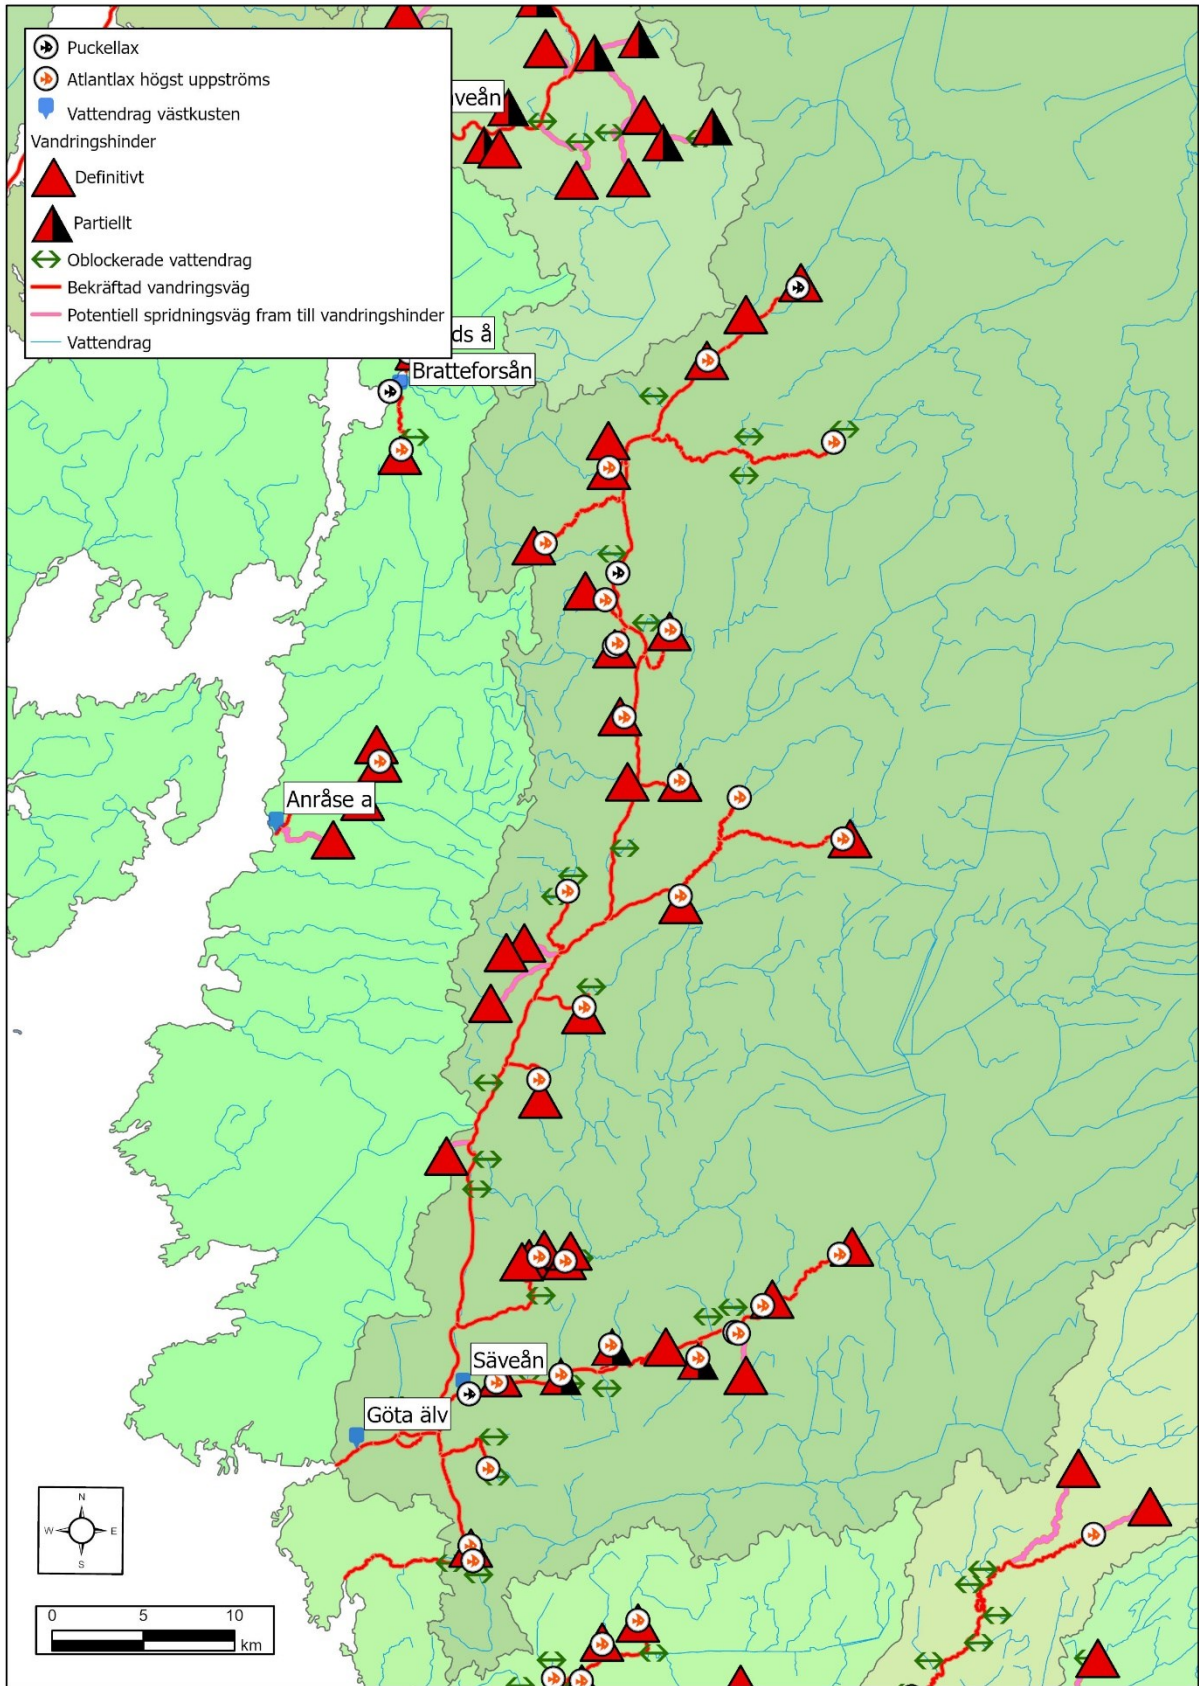 Puckellax
Atlantlax högst uppströms
Vattendrag västkusten
Vandringshinder
Definitivt
Partiellt
Oblockerade vattendrag
Bekräftad vandringsväg
Potentiell spridningsväg fram till vandringshinder
Vattendrag
veån
ds å
Bratteforsån
Anråse a
Säveån
Göta älv
N
W E
S
0 5 10
km